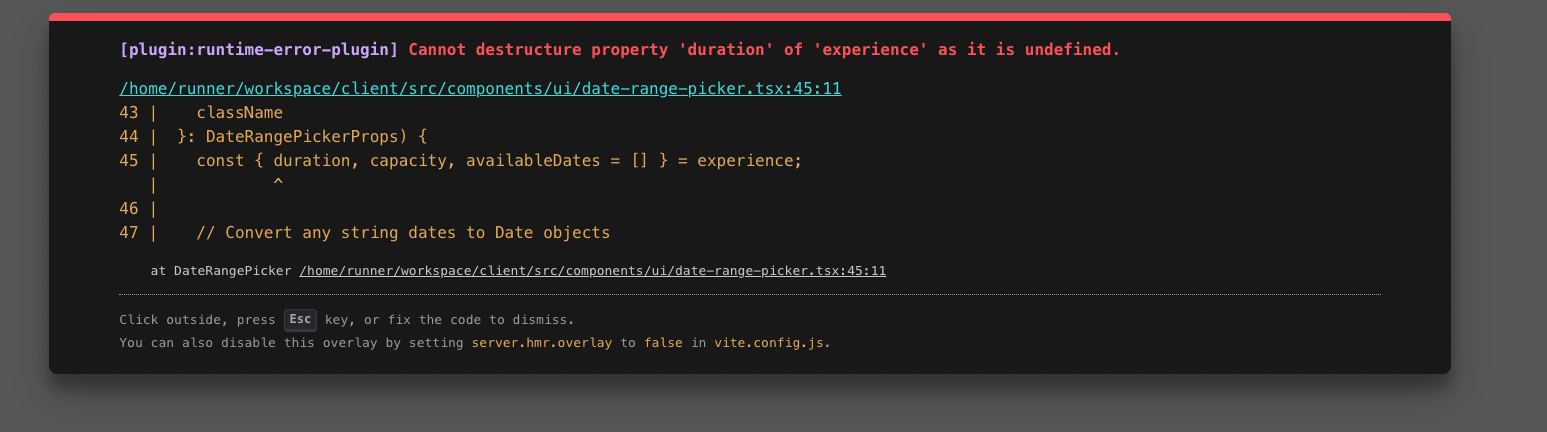 [plugin:runtime-error-plugin] Cannot destructure property 'duration' of 'experience' as it is undefined.
/home/runner/workspace/client/src/components/ui/date-range-picker.tsx:45:11
43 |    className
44 |  }: DateRangePickerProps) {
45 |    const { duration, capacity, availableDates = [] } = experience;
   |            ^
46 |
47 |    // Convert any string dates to Date objects
    at DateRangePicker /home/runner/workspace/client/src/components/ui/date-range-picker.tsx:45:11
Click outside, press Esc key, or fix the code to dismiss.
You can also disable this overlay by setting server.hmr.overlay to false in vite.config.js.